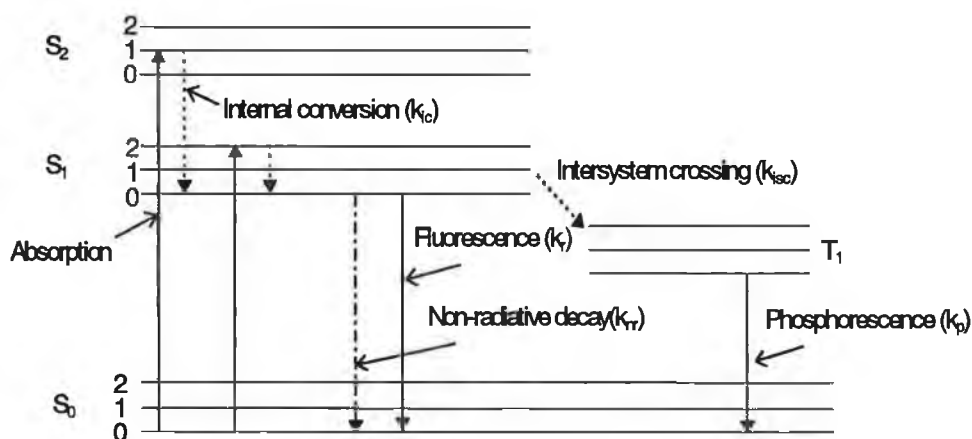 2
S2 1
0
Internal conversion (kic)
2
S1 1
0
Intersystem crossing (kisc)
Absorption
Fluorescence (kr)
T1
Non-radiative decay(knr)
Phosphorescence (kp)
2
S0 1
0